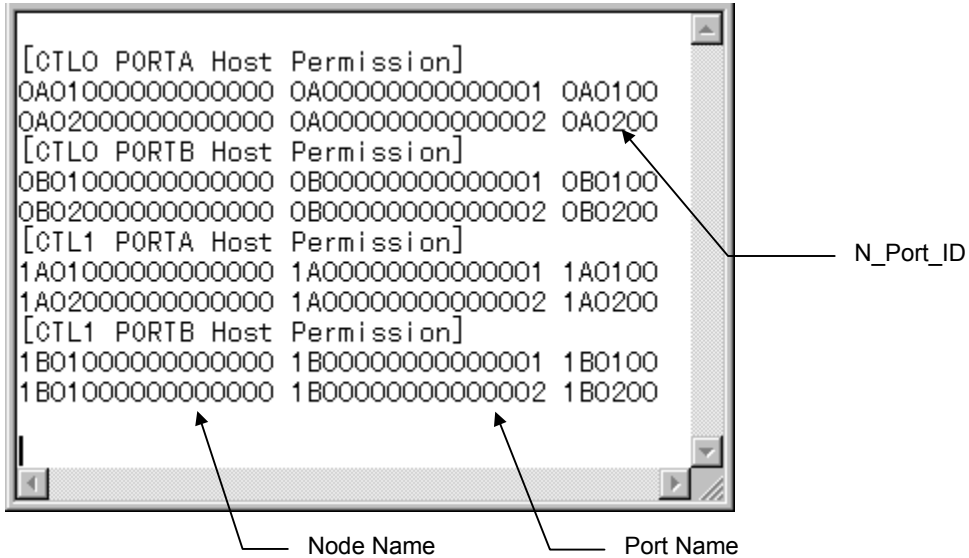 [CTL0 PORTA Host Permission]
0A01000000000000 0A00000000000001 0A0100
0A02000000000000 0A00000000000002 0A0200
[CTL0 PORTB Host Permission]
0B01000000000000 0B00000000000001 0B0100
0B02000000000000 0B00000000000002 0B0200
[CTL1 PORTA Host Permission]
1A01000000000000 1A00000000000001 1A0100
1A02000000000000 1A00000000000002 1A0200
[CTL1 PORTB Host Permission]
1B01000000000000 1B00000000000001 1B0100
1B01000000000000 1B00000000000002 1B0200
N_Port_ID
Node Name
Port Name